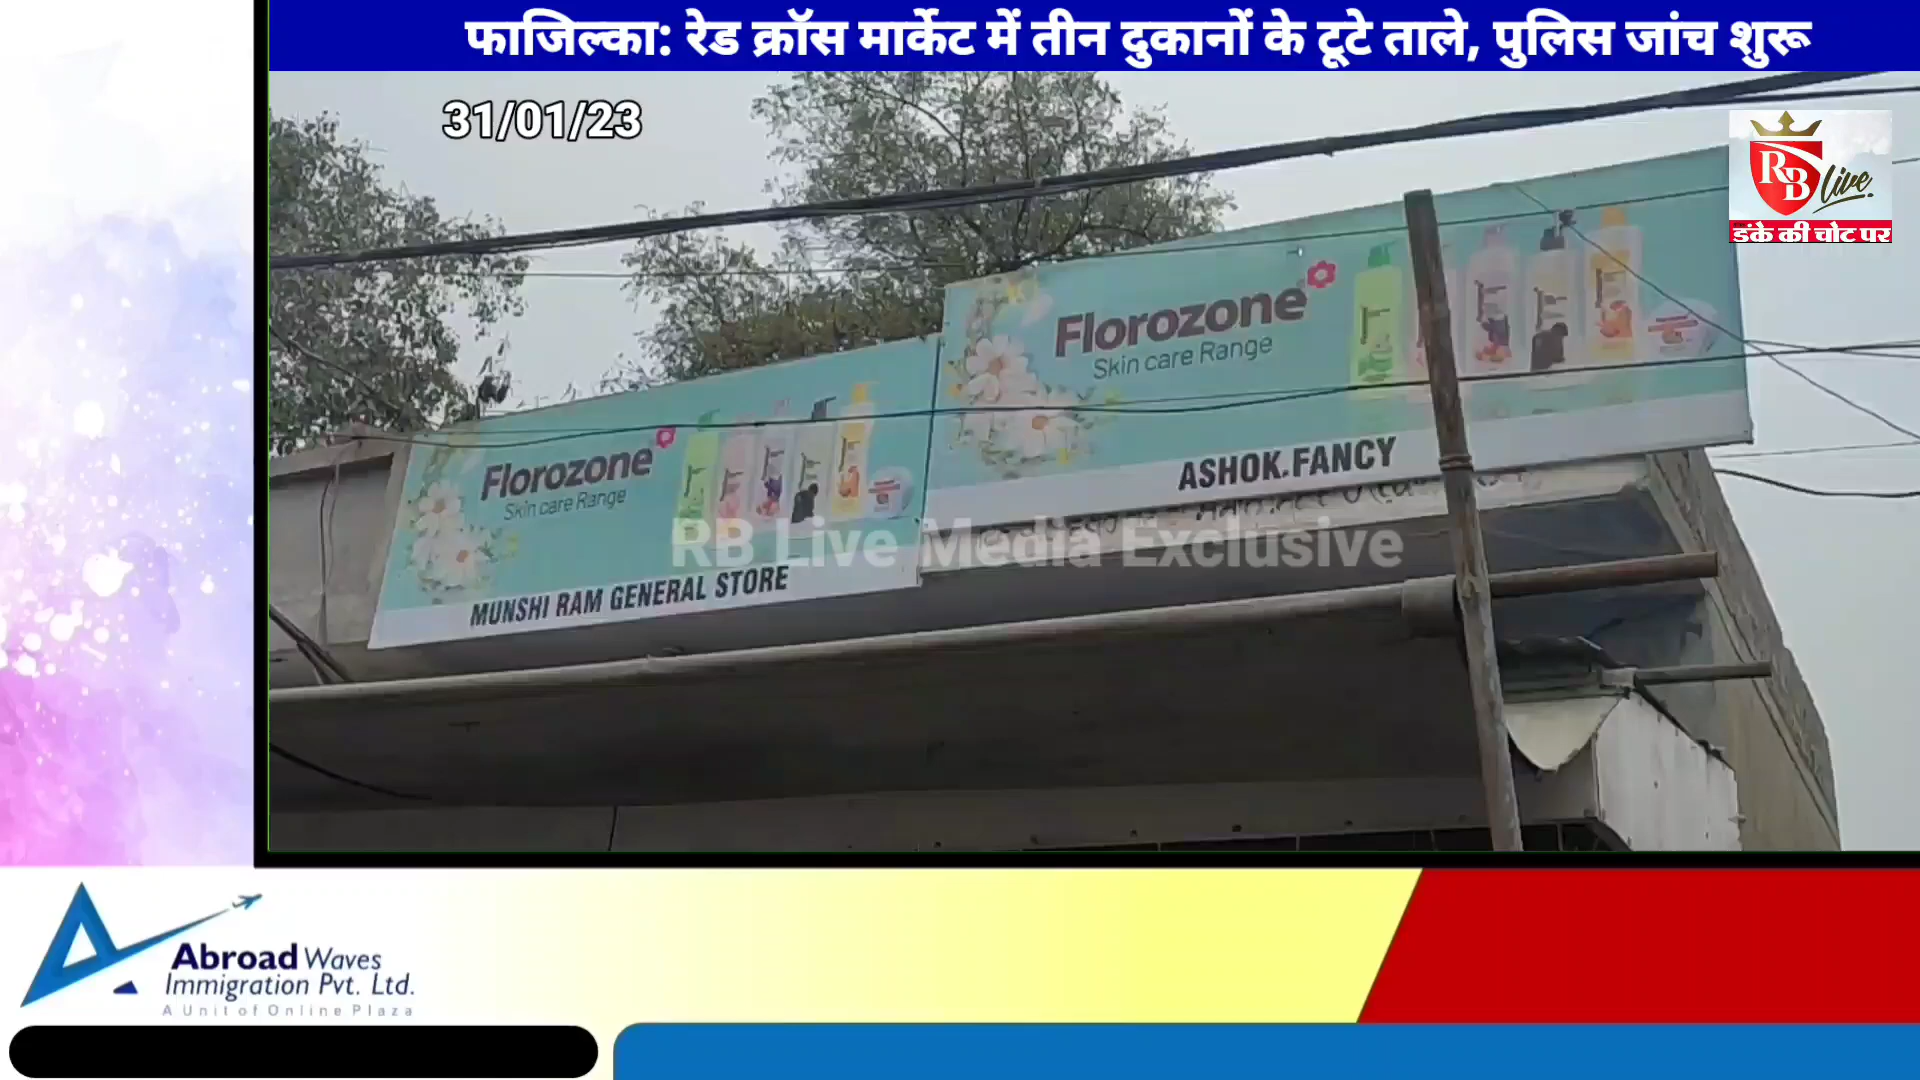 फाजिल्का: रेड क्रॉस मार्केट में तीन दुकानों के टूटे ताले, पुलिस जांच शुरू
31/01/23
RB Live
डंके की चोट पर
Florozone
Skin care Range
ASHOK.FANCY
Florozone
Skin care Range
MUNSHI RAM GENERAL STORE
RB Live Media Exclusive
Abroad Waves
Immigration Pvt. Ltd.
A Unit of Online Plaza